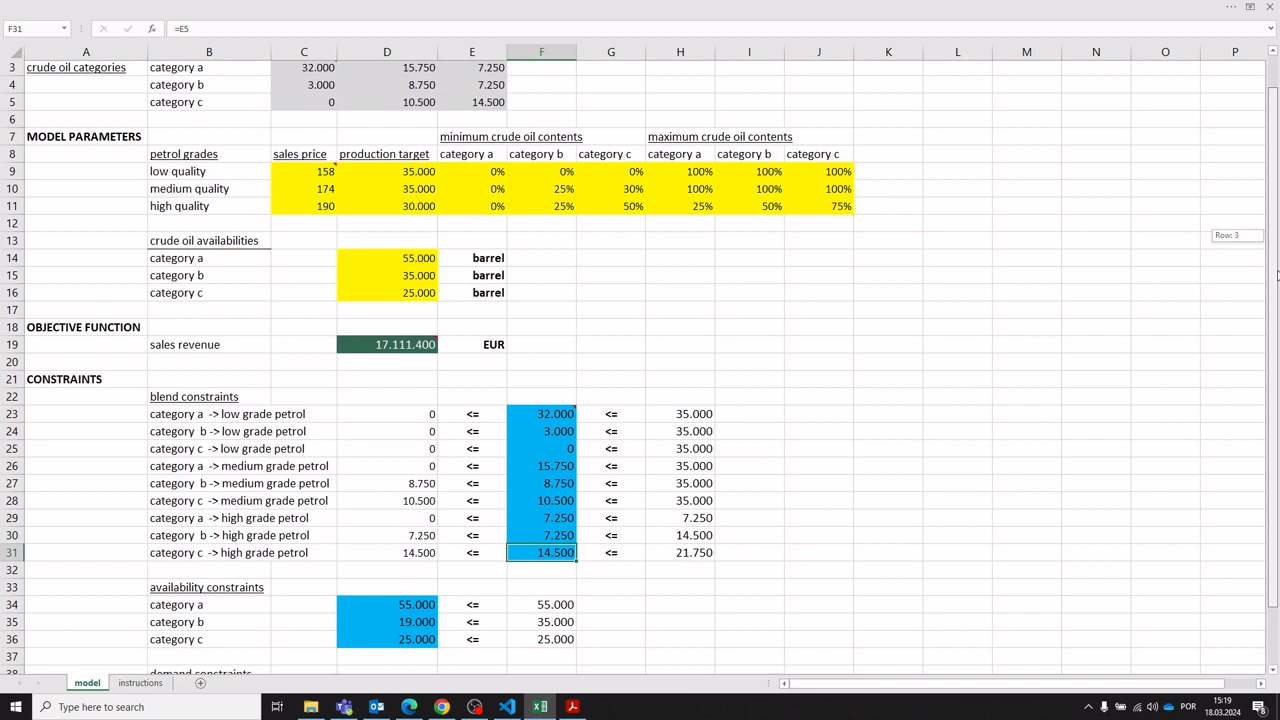 F31 =E5
A B C D E F G H I J K L M N O P
3 crude oil categories category a 32.000 15.750 7.250
4 category b 3.000 8.750 7.250
5 category c 0 10.500 14.500
6
7 MODEL PARAMETERS minimum crude oil contents maximum crude oil contents
8 petrol grades sales price production target category a category b category c category a category b category c
9 low quality 158 35.000 0% 0% 0% 100% 100% 100%
10 medium quality 174 35.000 0% 25% 30% 100% 100% 100%
11 high quality 190 30.000 0% 25% 50% 25% 50% 75%
12
Row: 3
13 crude oil availabilities
14 category a 55.000 barrel
15 category b 35.000 barrel
16 category c 25.000 barrel
17
18 OBJECTIVE FUNCTION
19 sales revenue 17.111.400 EUR
20
21 CONSTRAINTS
22 blend constraints
23 category a -> low grade petrol 0 <= 32.000 <= 35.000
24 category b -> low grade petrol 0 <= 3.000 <= 35.000
25 category c -> low grade petrol 0 <= 0 <= 35.000
26 category a -> medium grade petrol 0 <= 15.750 <= 35.000
27 category b -> medium grade petrol 8.750 <= 8.750 <= 35.000
28 category c -> medium grade petrol 10.500 <= 10.500 <= 35.000
29 category a -> high grade petrol 0 <= 7.250 <= 7.250
30 category b -> high grade petrol 7.250 <= 7.250 <= 14.500
31 category c -> high grade petrol 14.500 <= 14.500 <= 21.750
32
33 availability constraints
34 category a 55.000 <= 55.000
35 category b 19.000 <= 35.000
36 category c 25.000 <= 25.000
37
38 demand constraints
model instructions
Type here to search
POR
15:19
18.03.2024
8